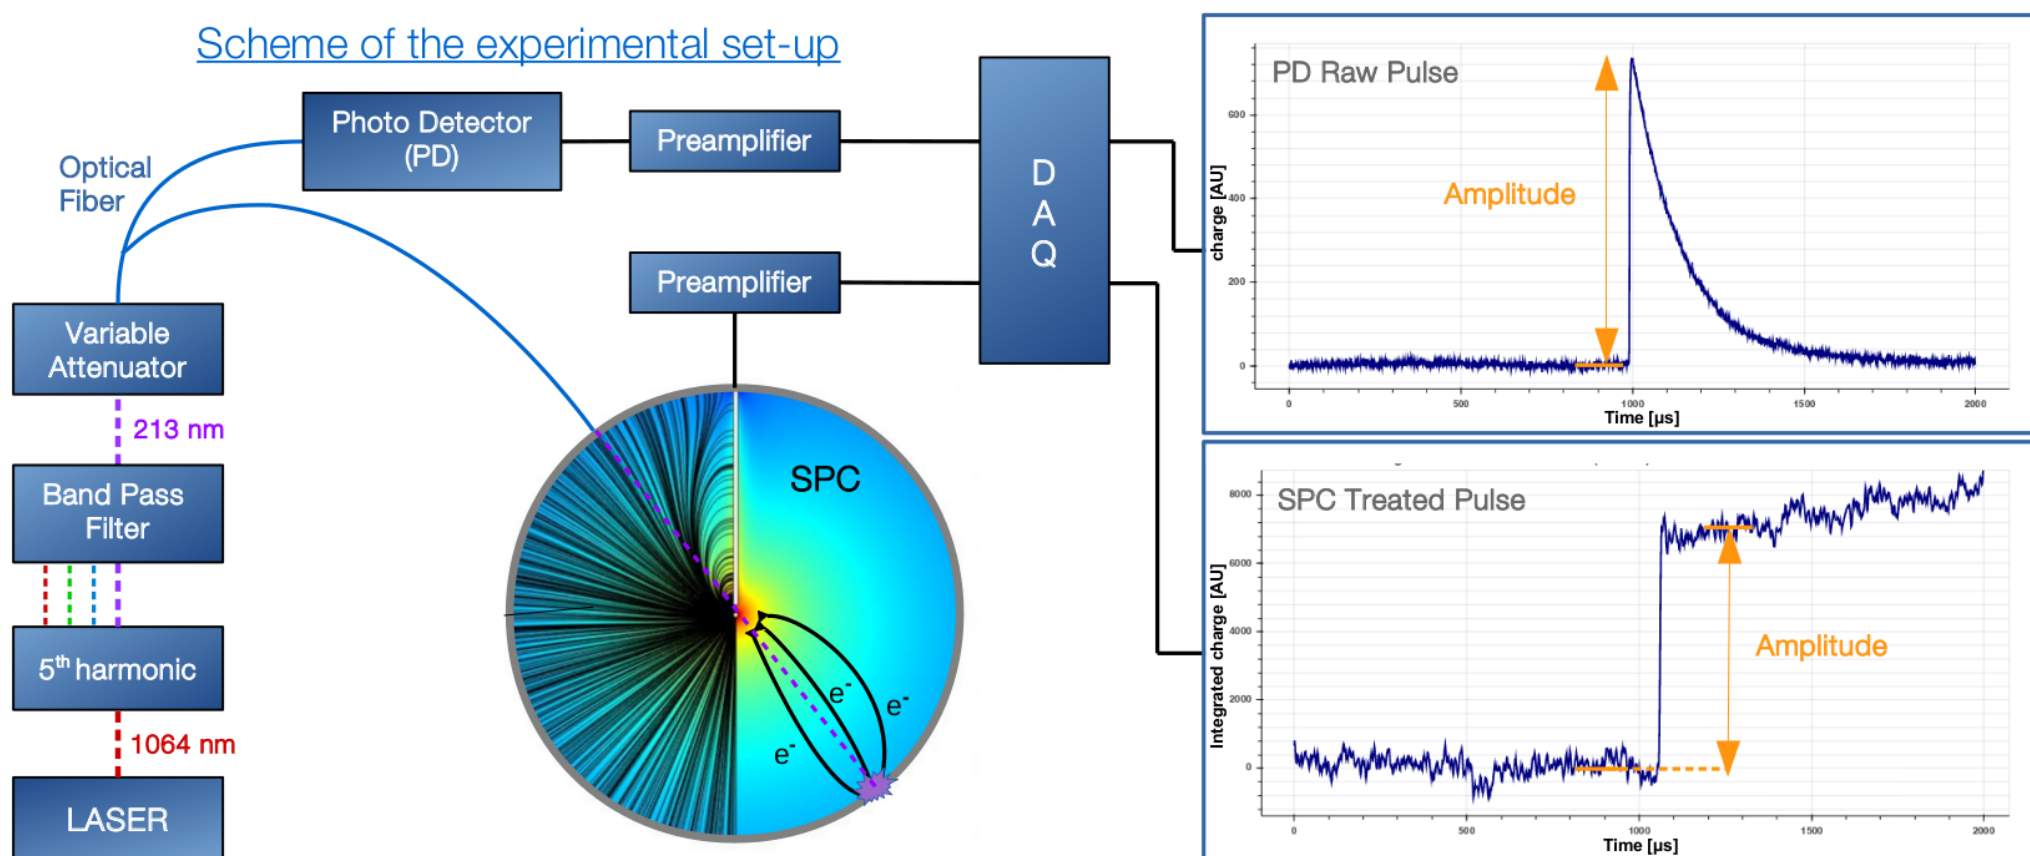 Scheme of the experimental set-up
Photo Detector
(PD)
Preamplifier
Optical
Fiber
D
A
Q
Preamplifier
Variable
Attenuator
213 nm
Band Pass
Filter
5th harmonic
1064 nm
LASER
SPC
e-
e-
e-
PD Raw Pulse
Amplitude
charge [AU]
600
400
200
0
0
500
1000
1500
2000
Time [µs]
SPC Treated Pulse
Amplitude
Integrated charge [AU]
8000
6000
4000
2000
0
0
500
1000
1500
2000
Time [µs]